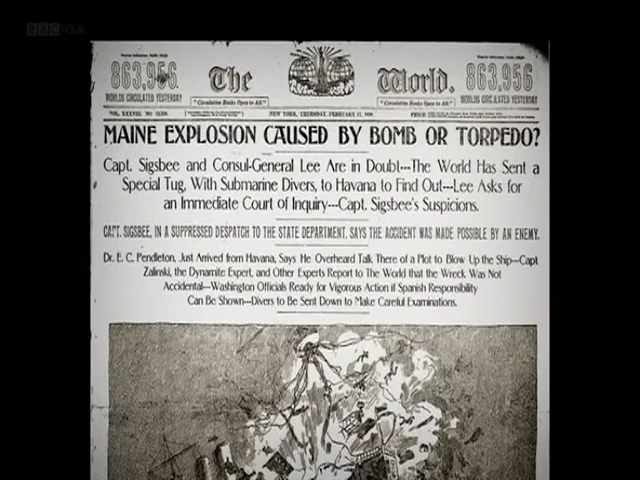 BBC FOUR
863,956
WORLDS CIRCULATED YESTERDAY
The World.
"Circulation Books Open to All."
"Circulation Books Open to All."
863,956
WORLDS CIRCULATED YESTERDAY
VOL. XXXVIII. NEW YORK, THURSDAY, FEBRUARY 17, 1898. PRICE
MAINE EXPLOSION CAUSED BY BOMB OR TORPEDO?
Capt. Sigsbee and Consul-General Lee Are in Doubt---The World Has Sent a
Special Tug, With Submarine Divers, to Havana to Find Out---Lee Asks for
an Immediate Court of Inquiry---Capt. Sigsbee's Suspicions.
CAPT. SIGSBEE, IN A SUPPRESSED DESPATCH TO THE STATE DEPARTMENT, SAYS THE ACCIDENT WAS MADE POSSIBLE BY AN ENEMY.
Dr. E. C. Pendleton, Just Arrived from Havana, Says He Overheard Talk There of a Plot to Blow Up the Ship---Capt
Zalinski, the Dynamite Expert, and Other Experts Report to The World that the Wreck Was Not
Accidental---Washington Officials Ready for Vigorous Action if Spanish Responsibility
Can Be Shown---Divers to Be Sent Down to Make Careful Examinations.